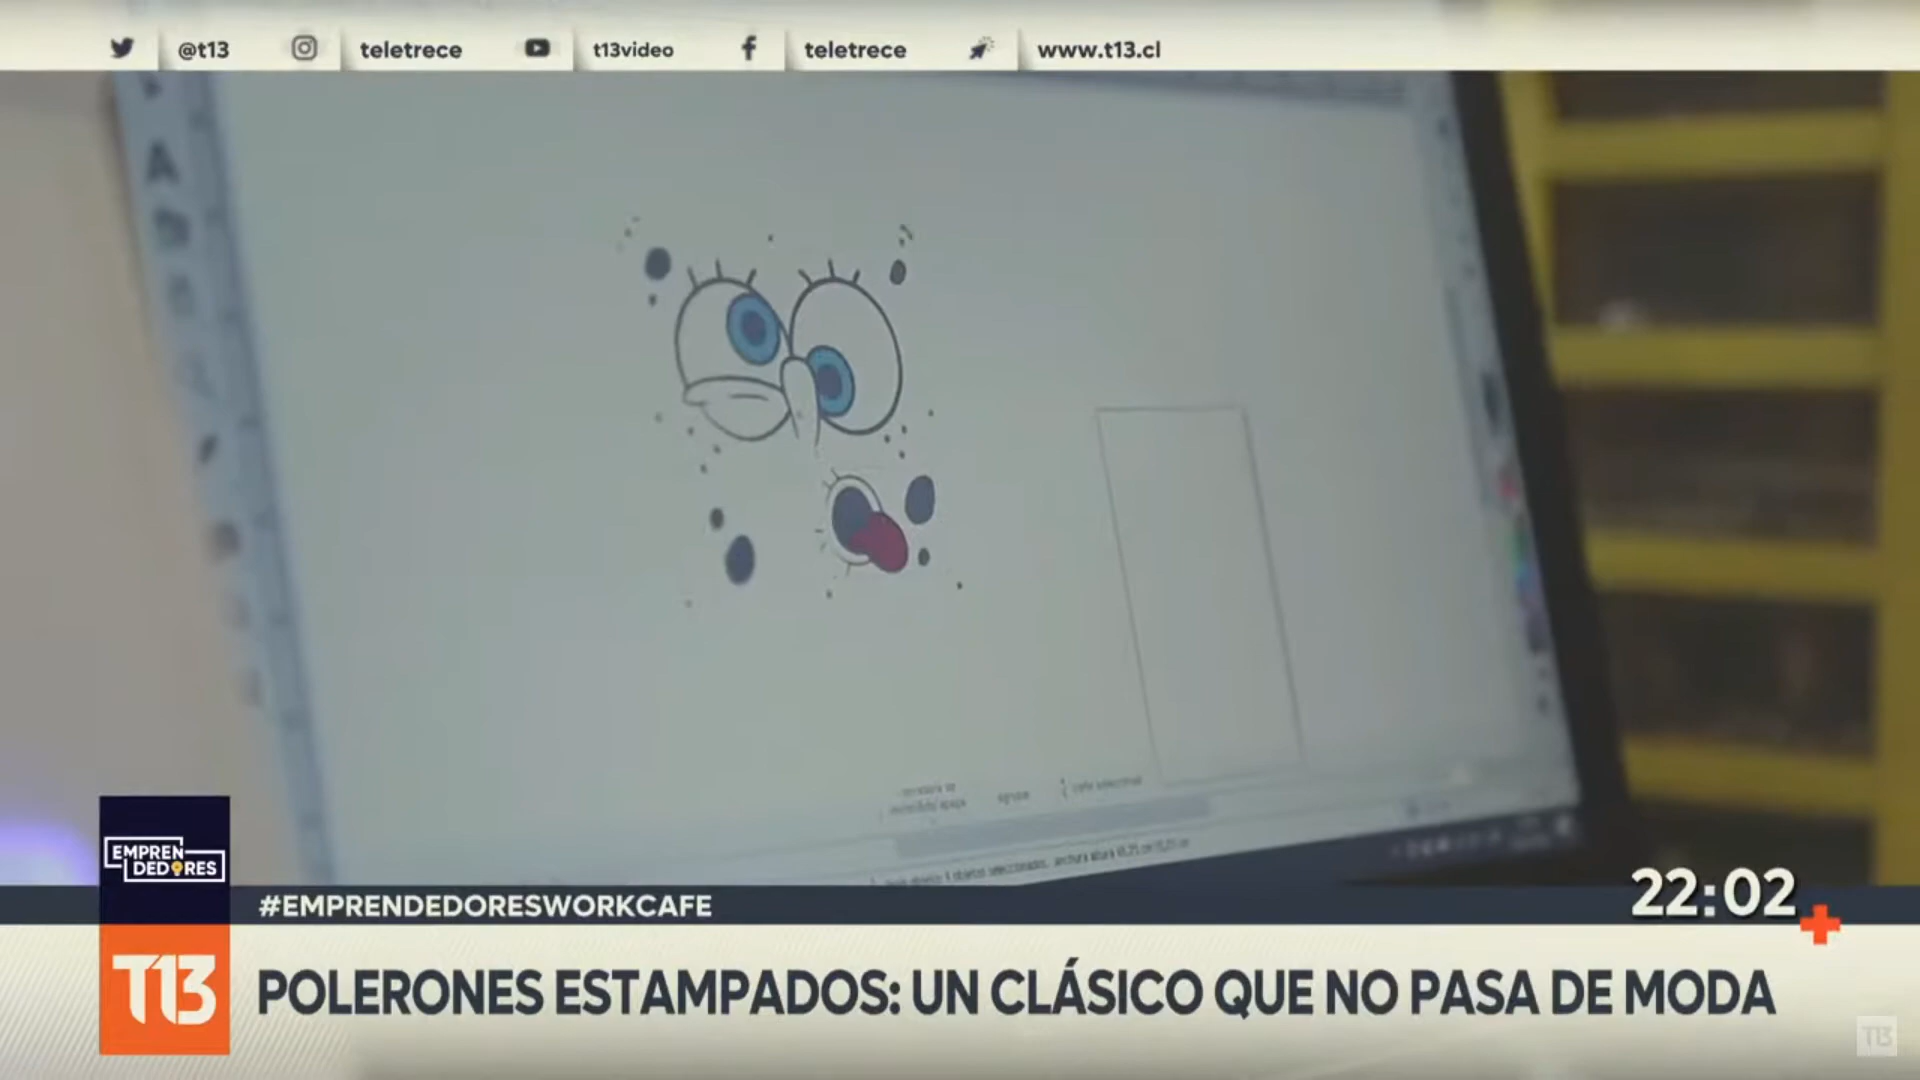 @t13
teletrece
t13video
teletrece
www.t13.cl
A
EMPREN
DEDORES
#EMPRENDEDORESWORKCAFE
22:02
T13
POLERONES ESTAMPADOS: UN CLÁSICO QUE NO PASA DE MODA
T13